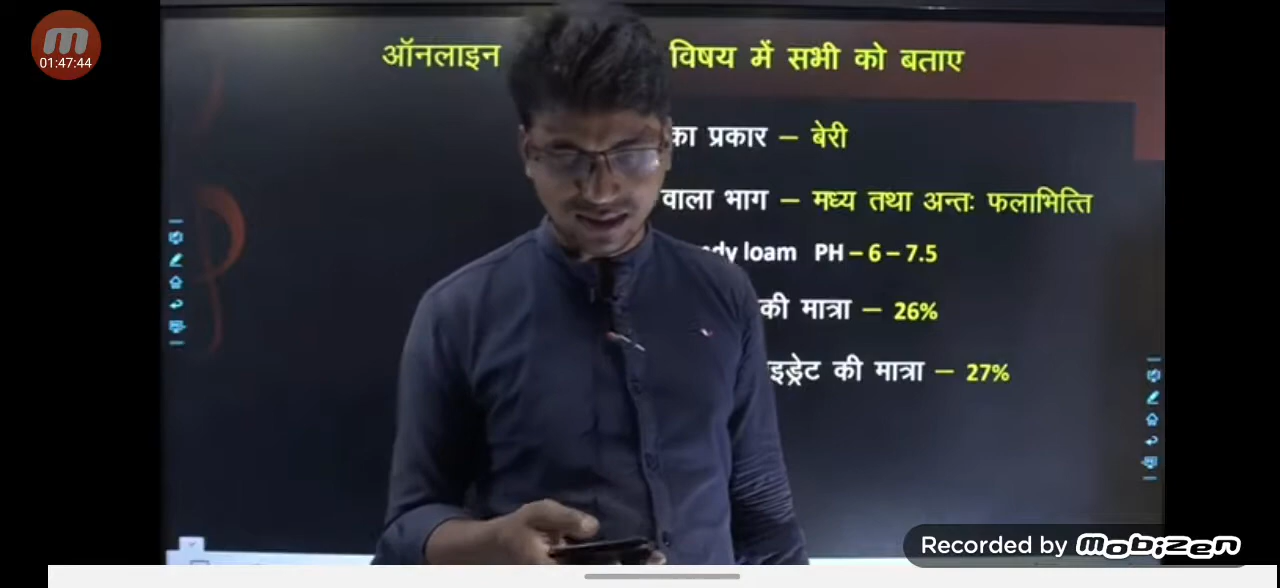 01:47:44
ऑनलाइन विषय में सभी को बताए
का प्रकार – बेरी
वाला भाग – मध्य तथा अन्तः फलाभित्ति
dy loam PH – 6 – 7.5
की मात्रा – 26%
इड्रेट की मात्रा – 27%
Recorded by mobizen